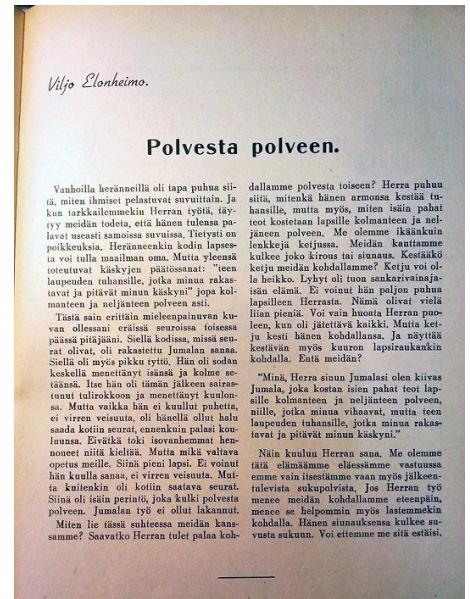 Viljo Elonheimo.
Polvesta polveen.
Vanhoilla heränneillä oli tapa puhua sii-
tä, miten ihmiset pelastuvat suvuittain. Ja
kun tarkkailemmekin Herran työtä, täy-
tyy meidän todeta, että hänen tulensa pa-
lavat useasti samoissa suvuissa. Tietysti on
poikkeuksia. Heränneenkin kodin lapses-
ta voi tulla maailman oma. Mutta yleensä
toteutuvat käskyjen päätössanat: "teen
laupeuden tuhansille, jotka minua rakas-
tavat ja pitävät minun käskyni" jopa kol-
manteen ja neljänteen polveen asti.
Tästä sain erittäin mieleenpainuvan ku-
van ollessani eräissä seuroissa toisessa
päässä pitäjääni. Siellä kodissa, missä seu-
rat olivat, oli rakastettu Jumalan sanaa.
Siellä oli myös pikku tyttö. Hän oli sodan
keskellä menettänyt isänsä ja kolme se-
täänsä. Itse hän oli tämän jälkeen sairas-
tunut tulirokkoon ja menettänyt kuulon-
sa. Mutta vaikka hän ei kuullut puhetta,
ei virren veisuuta, oli hänellä ollut halu
saada kotiin seurat, ennenkuin palasi kou-
luunsa. Eivätkä toki isovanhemmat hen-
noneet niitä kieltää. Mutta mikä valtava
opetus meille. Siinä pieni lapsi. Ei voinut
hän kuulla sanaa, ei virren veisuuta. Mut-
ta kuitenkin oli kotiin saatava seurat.
Siinä oli isäin perintö, joka kulki polvesta
polveen. Jumalan työ ei ollut lakannut.
Miten lie tässä suhteessa meidän kans-
samme? Saavatko Herran tulet palaa koh-
dallamme polvesta toiseen? Herra puhuu
siitä, mitenkä hänen armonsa kestää tu-
hansille, mutta myös, miten isäin pahat
teot kostetaan lapsille kolmanteen ja nel-
jänteen polveen. Me olemme ikäänkuin
lenkkejä ketjussa. Meidän kauttamme
kulkee joko kirous tai siunaus. Kestääkö
ketju meidän kohdallamme? Ketju voi ol-
la heikko. Lyhyt oli tuon sankarivainaja-
isän elämä. Ei voinut hän paljon puhua
lapsilleen Herrasta. Nämä olivat vielä
liian pieniä. Voi vain huoata Herran puo-
leen, kun oli jätettävä kaikki. Mutta ket-
ju kesti hänen kohdallansa. Ja näyttää
kestävän myös kuuron lapsiraukankin
kohdalla. Entä meidän?
"Minä, Herra sinun Jumalasi olen kiivas
Jumala, joka kostan isien pahat teot lap-
sille kolmanteen ja neljänteen polveen,
niille, jotka minua vihaavat, mutta teen
laupeuden tuhansille, jotka minua rakas-
tavat ja pitävät minun käskyni."
Näin kuuluu Herran sana. Me olemme
tätä elämäämme eläessämme vastuussa
emme vain itsestämme vaan myös jälkeen-
tulevista sukupolvista. Jos Herran työ
menee meidän kohdallamme eteenpäin,
menee se helpommin myös lastemmekin
kohdalla. Hänen siunauksensa kulkee su-
vusta sukuun. Voi ettemme me sitä estäisi.